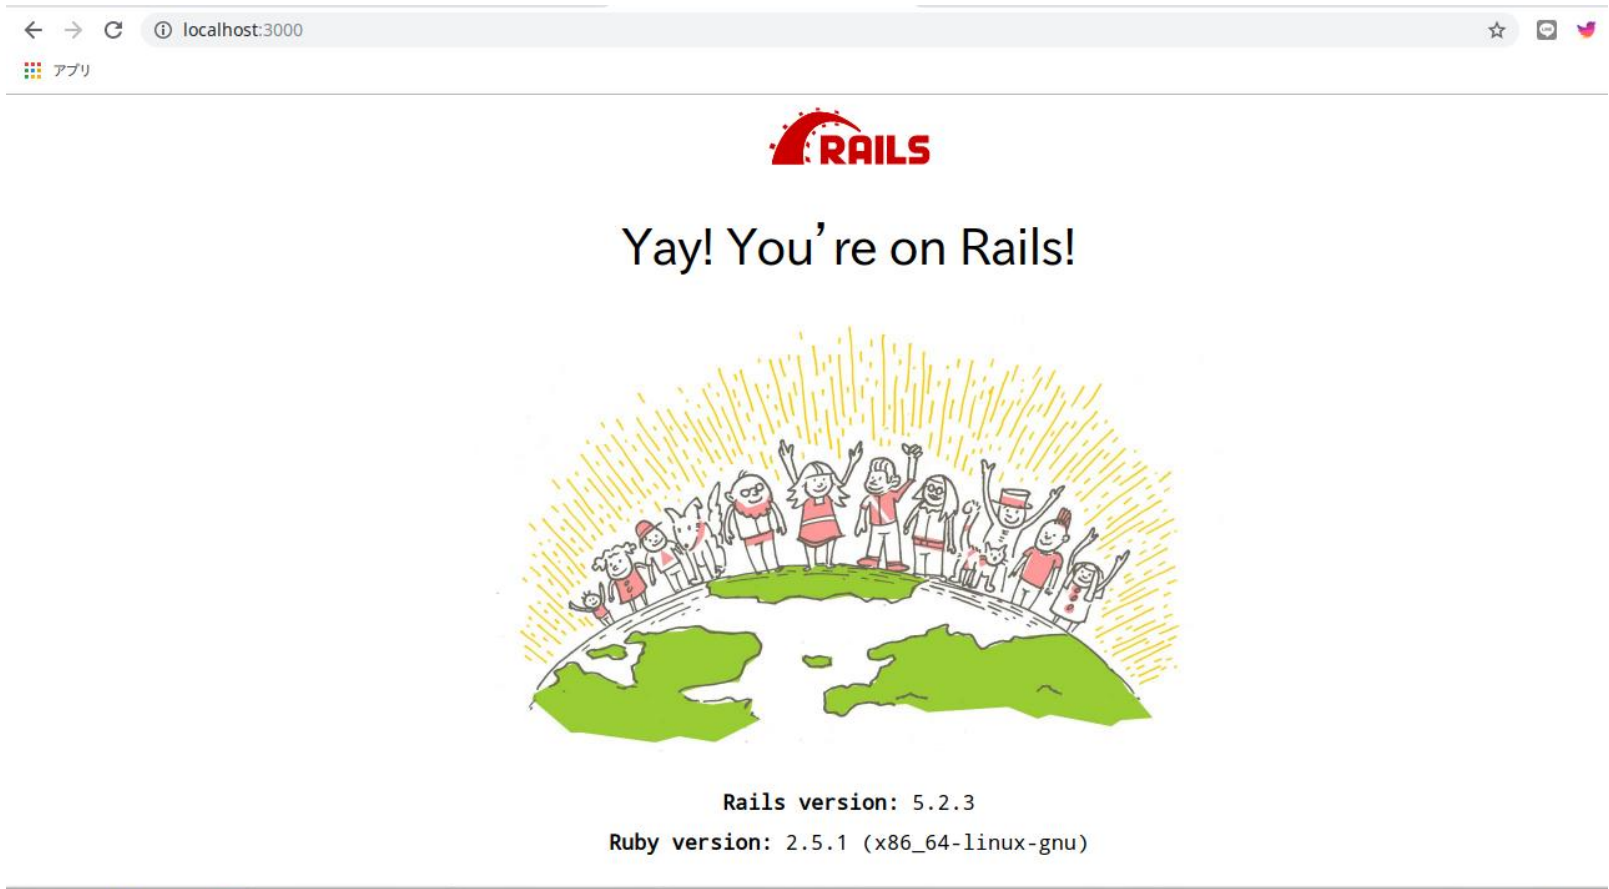 localhost:3000
アプリ
RAILS
Yay! You’re on Rails!
Rails version: 5.2.3
Ruby version: 2.5.1 (x86_64-linux-gnu)